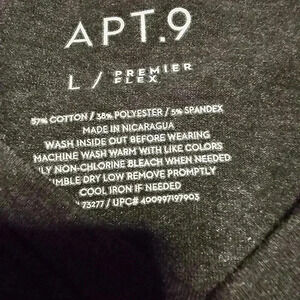 APT.9
L / PREMIER FLEX
57% COTTON / 38% POLYESTER / 5% SPANDEX
MADE IN NICARAGUA
WASH INSIDE OUT BEFORE WEARING
MACHINE WASH WARM WITH LIKE COLORS
NON-CHLORINE BLEACH WHEN NEEDED
DRY LOW REMOVE PROMPTLY
COOL IRON IF NEEDED
73277 / UPC# 400997197903